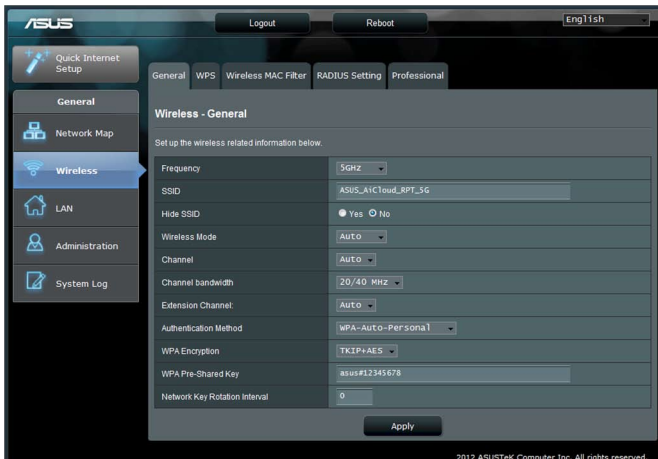 ASUS
Logout
Reboot
English
Quick Internet
Setup
General
Network Map
Wireless
LAN
Administration
System Log
General WPS Wireless MAC Filter RADIUS Setting Professional
Wireless - General
Set up the wireless related information below.
Frequency 5GHz
SSID ASUS_AiCloud_RPT_5G
Hide SSID Yes No
Wireless Mode Auto
Channel Auto
Channel bandwidth 20/40 MHz
Extension Channel: Auto
Authentication Method WPA-Auto-Personal
WPA Encryption TKIP+AES
WPA Pre-Shared Key asus#12345678
Network Key Rotation Interval 0
Apply
2012 ASUSTeK Computer Inc. All rights reserved.